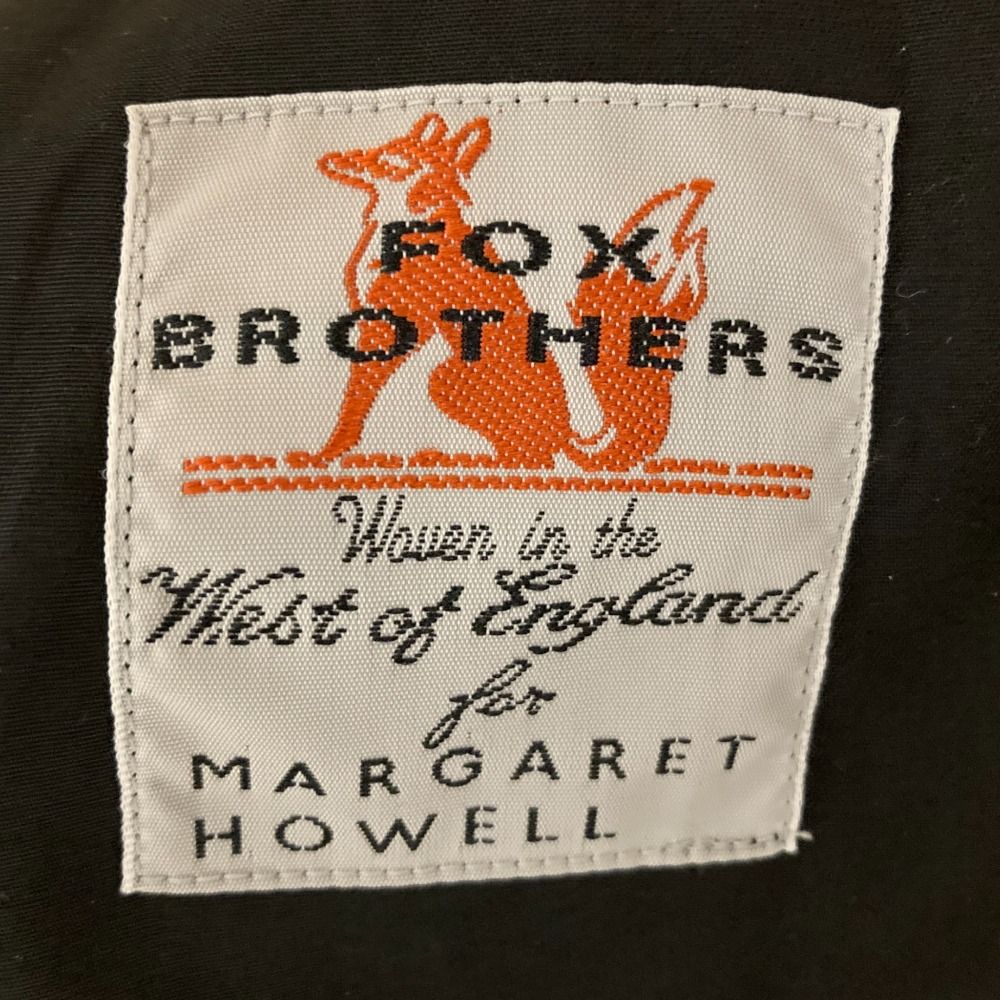 FOX
BROTHERS
Woven in the
West of England
for
MARGARET
HOWELL